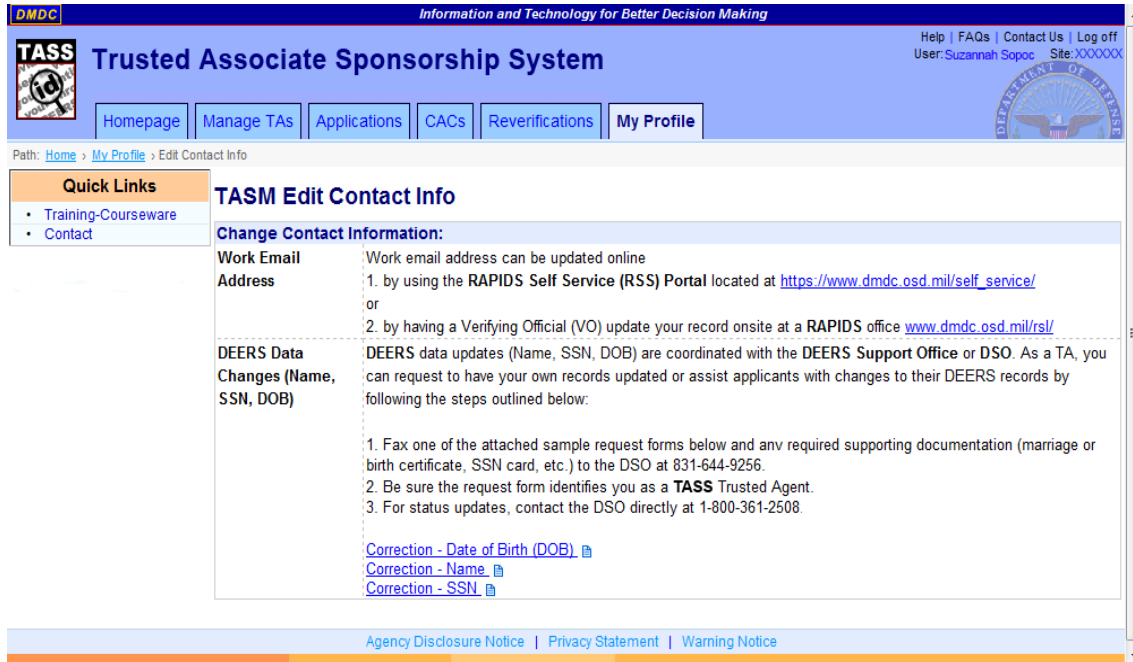 DMDC
Information and Technology for Better Decision Making
Help | FAQs | Contact Us | Log off
User: Suzannah Sopoc Site: XXXXXX
TASS
id
Trusted Associate Sponsorship System
DEPARTMENT OF DEFENSE
Homepage Manage TAs Applications CACs Reverifications My Profile
Path: Home › My Profile › Edit Contact Info
Quick Links
• Training-Courseware
• Contact
TASM Edit Contact Info
Change Contact Information:
Work Email
Address
Work email address can be updated online
1. by using the RAPIDS Self Service (RSS) Portal located at https://www.dmdc.osd.mil/self_service/
or
2. by having a Verifying Official (VO) update your record onsite at a RAPIDS office www.dmdc.osd.mil/rsl/
DEERS Data
Changes (Name,
SSN, DOB)
DEERS data updates (Name, SSN, DOB) are coordinated with the DEERS Support Office or DSO. As a TA, you
can request to have your own records updated or assist applicants with changes to their DEERS records by
following the steps outlined below:
1. Fax one of the attached sample request forms below and any required supporting documentation (marriage or
birth certificate, SSN card, etc.) to the DSO at 831-644-9256.
2. Be sure the request form identifies you as a TASS Trusted Agent.
3. For status updates, contact the DSO directly at 1-800-361-2508.
Correction - Date of Birth (DOB)
Correction - Name
Correction - SSN
Agency Disclosure Notice | Privacy Statement | Warning Notice